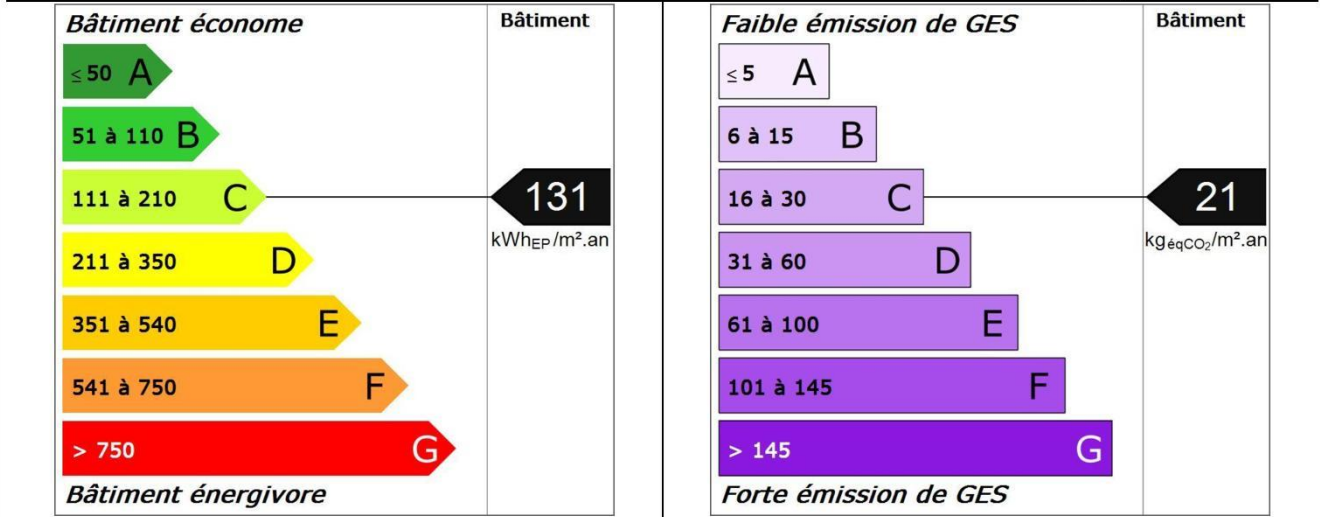 Bâtiment économe
Bâtiment
≤ 50 A
51 à 110 B
111 à 210 C
131
kWhEP/m².an
211 à 350 D
351 à 540 E
541 à 750 F
> 750 G
Bâtiment énergivore
Faible émission de GES
Bâtiment
≤ 5 A
6 à 15 B
16 à 30 C
21
kgéqCO₂/m².an
31 à 60 D
61 à 100 E
101 à 145 F
> 145 G
Forte émission de GES